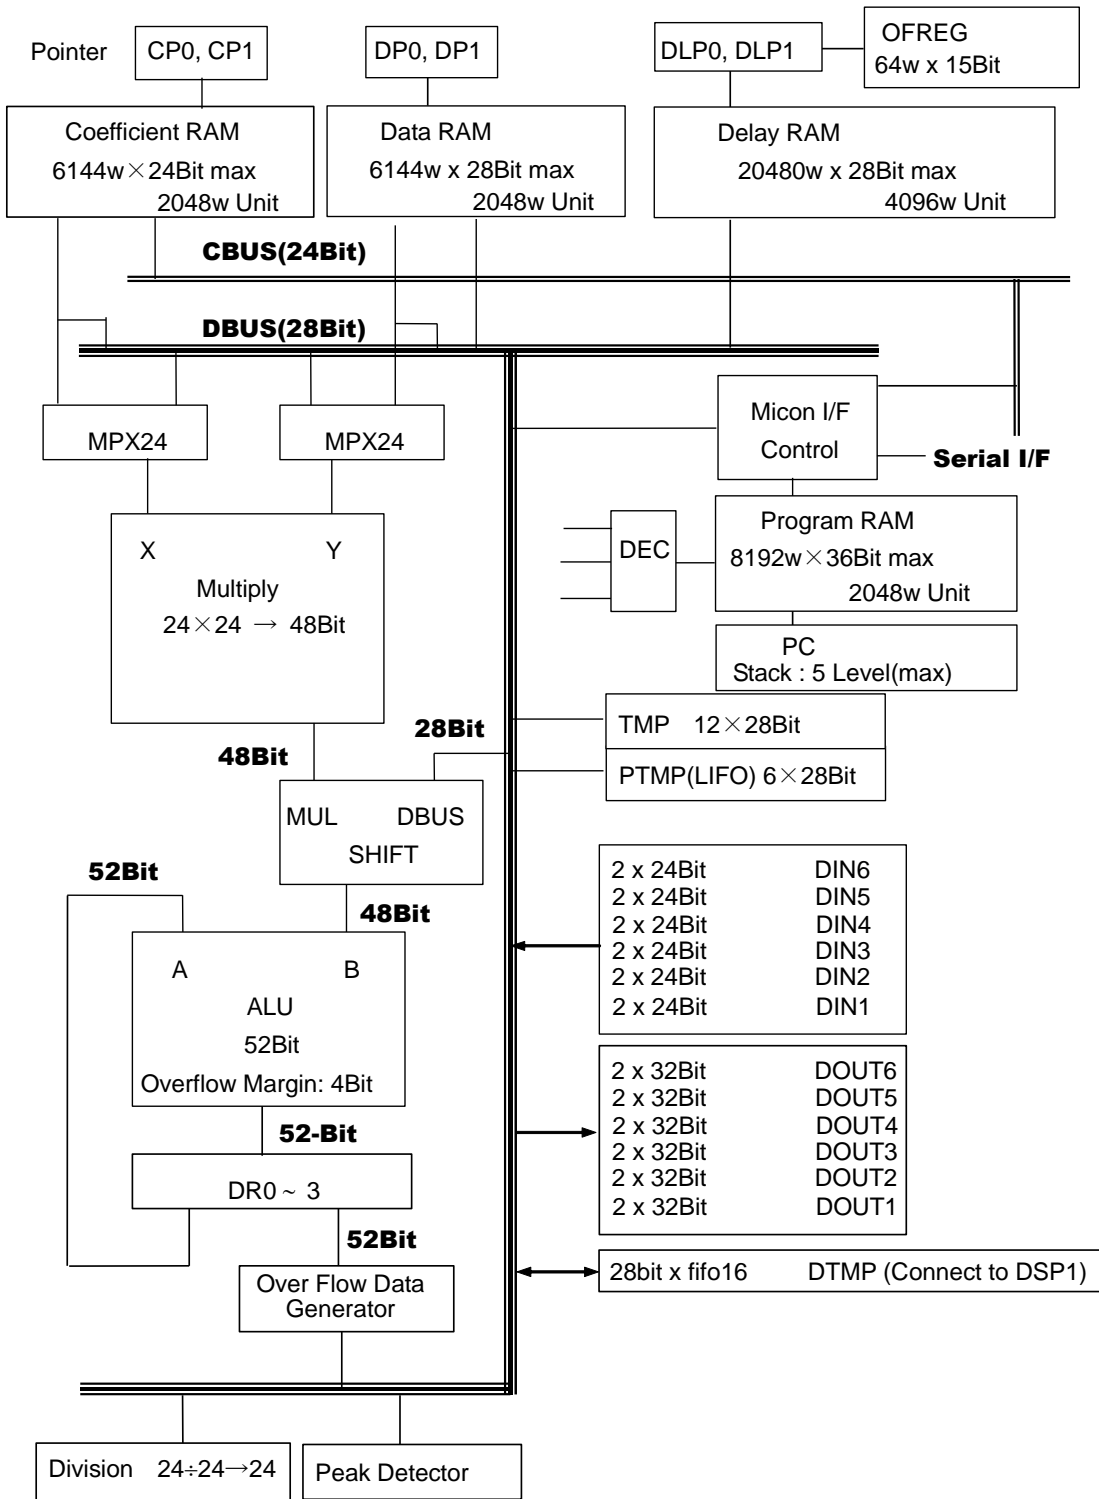 Pointer
CP0, CP1
DP0, DP1
DLP0, DLP1
OFREG
64w x 15Bit
Coefficient RAM
6144w×24Bit max
2048w Unit
Data RAM
6144w x 28Bit max
2048w Unit
Delay RAM
20480w x 28Bit max
4096w Unit
CBUS(24Bit)
DBUS(28Bit)
MPX24
MPX24
Micon I/F
Control
Serial I/F
X
Y
Multiply
24×24 → 48Bit
DEC
Program RAM
8192w×36Bit max
2048w Unit
PC
Stack : 5 Level(max)
TMP 12×28Bit
PTMP(LIFO) 6×28Bit
28Bit
48Bit
MUL
DBUS
SHIFT
52Bit
48Bit
A
B
ALU
52Bit
Overflow Margin: 4Bit
2 x 24Bit DIN6
2 x 24Bit DIN5
2 x 24Bit DIN4
2 x 24Bit DIN3
2 x 24Bit DIN2
2 x 24Bit DIN1
52-Bit
DR0 ~ 3
52Bit
2 x 32Bit DOUT6
2 x 32Bit DOUT5
2 x 32Bit DOUT4
2 x 32Bit DOUT3
2 x 32Bit DOUT2
2 x 32Bit DOUT1
Over Flow Data
Generator
28bit x fifo16 DTMP (Connect to DSP1)
Division 24÷24→24
Peak Detector